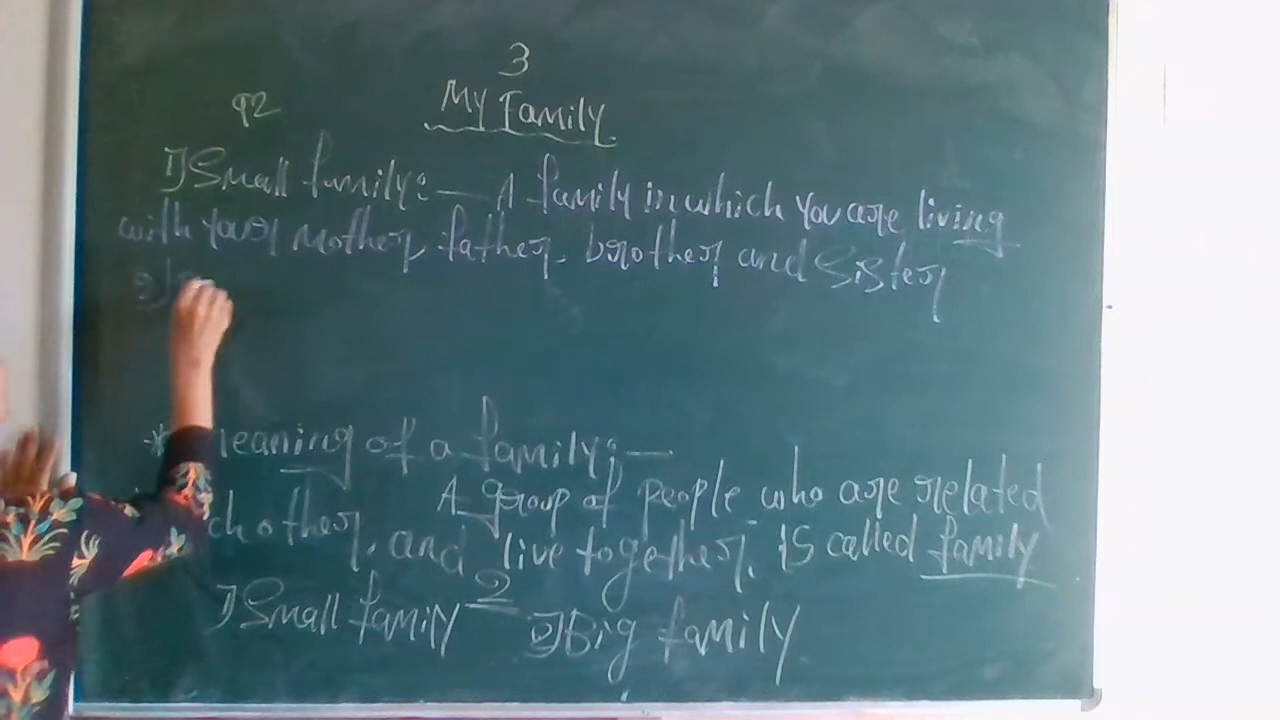 3
92
My Family
1) Small family:— A family in which you are living
with your Mother, father, brother and Sister
2)
* Meaning of a family:—
A group of people who are related
other, and live together, is called family
2
1) Small family 2) Big family